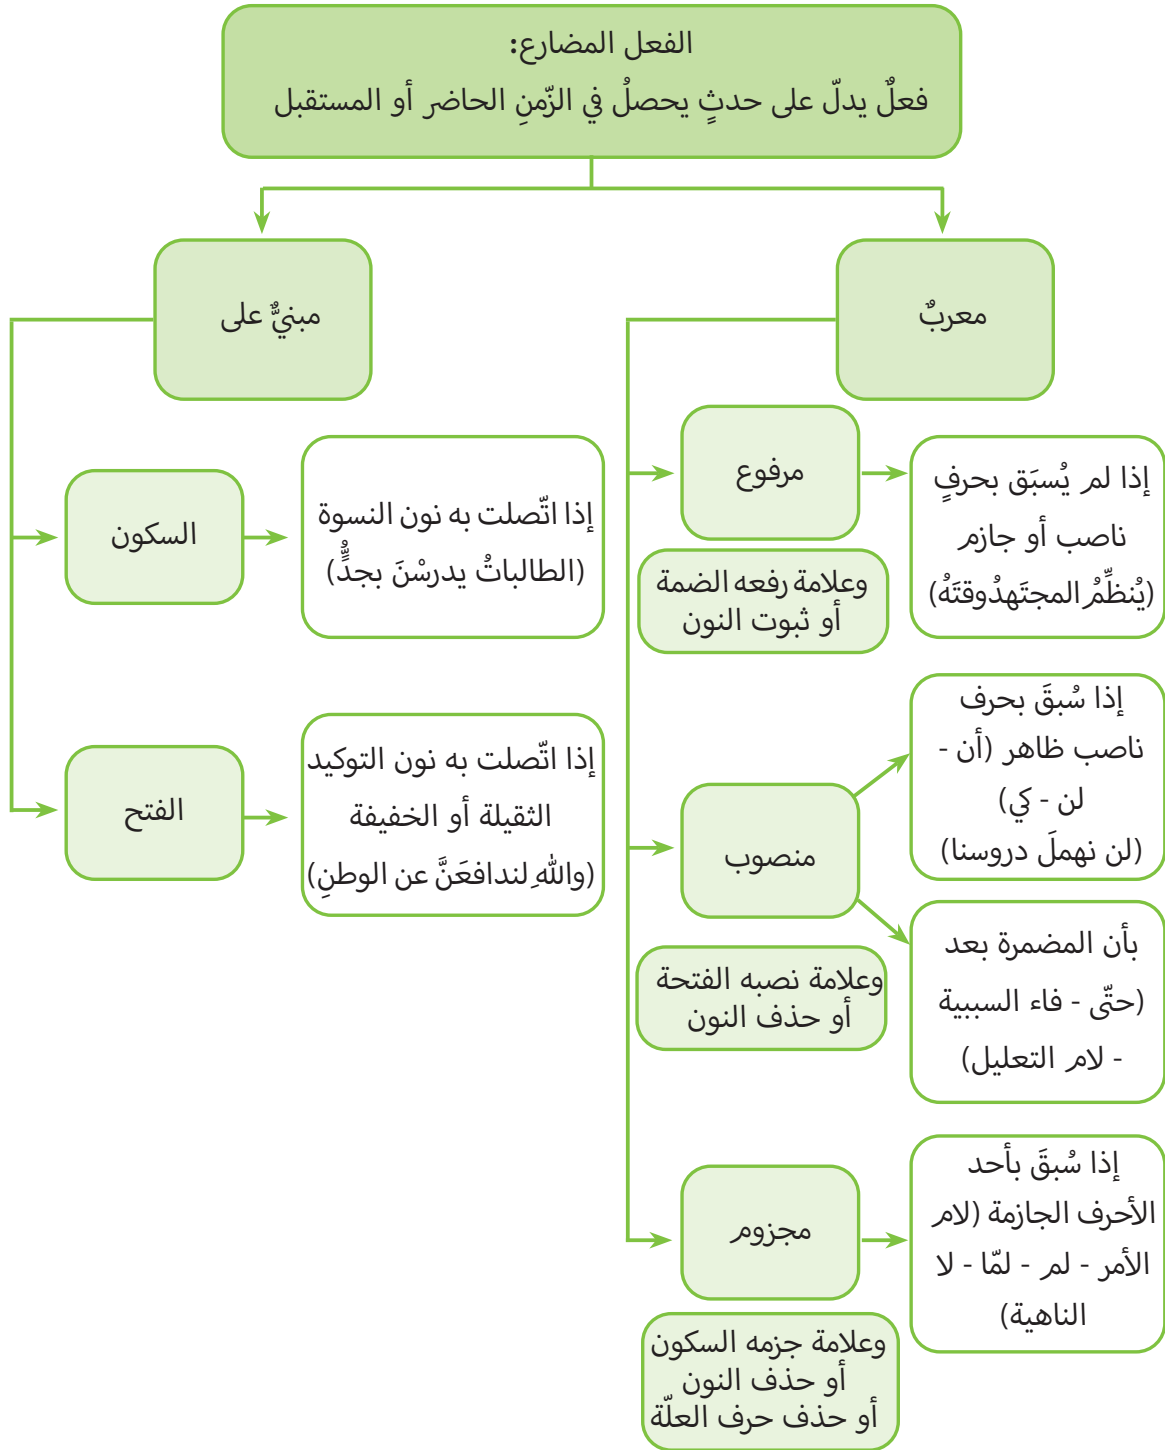 الفعل المضارع:
فعلٌ يدلّ على حدثٍ يحصلُ في الزّمنِ الحاضر أو المستقبل
معربٌ
مرفوع
وعلامة رفعه الضمة
أو ثبوت النون
إذا لم يُسبَق بحرفٍ
ناصب أو جازم
(يُنظِّمُ المجتَهدُوقتَهُ)
منصوب
وعلامة نصبه الفتحة
أو حذف النون
إذا سُبقَ بحرف
ناصب ظاهر (أن -
لن - كي)
(لن نهملَ دروسنا)
بأن المضمرة بعد
(حتّى - فاء السببية
- لام التعليل)
مجزوم
وعلامة جزمه السكون
أو حذف النون
أو حذف حرف العلّة
إذا سُبقَ بأحد
الأحرف الجازمة (لام
الأمر - لم - لمّا - لا
الناهية)
مبنيٌّ على
السكون
إذا اتّصلت به نون النسوة
(الطالباتُ يدرسْنَ بجدٍّّ)
الفتح
إذا اتّصلت به نون التوكيد
الثقيلة أو الخفيفة
(واللهِ لندافعَنَّ عن الوطنِ)